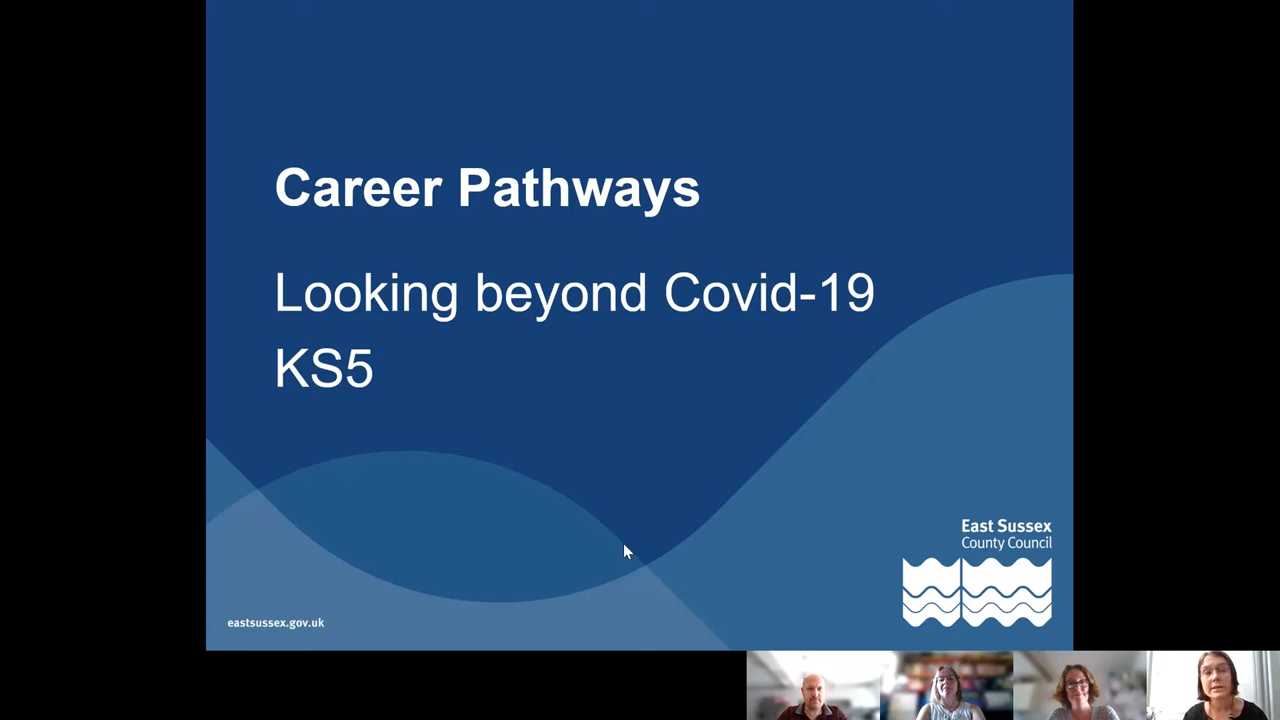 Career Pathways
Looking beyond Covid-19
KS5
East Sussex
County Council
eastsussex.gov.uk